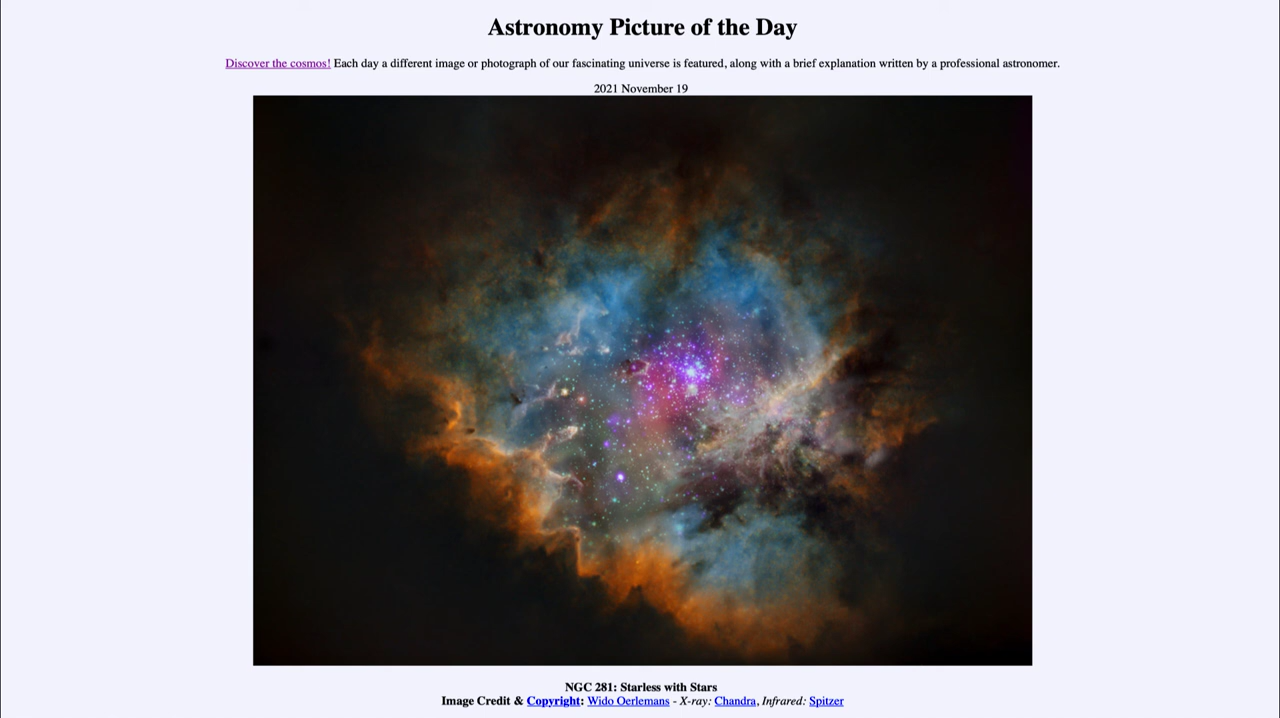 Astronomy Picture of the Day
Discover the cosmos! Each day a different image or photograph of our fascinating universe is featured, along with a brief explanation written by a professional astronomer.
2021 November 19
NGC 281: Starless with Stars
Image Credit & Copyright: Wido Oerlemans - X-ray: Chandra, Infrared: Spitzer